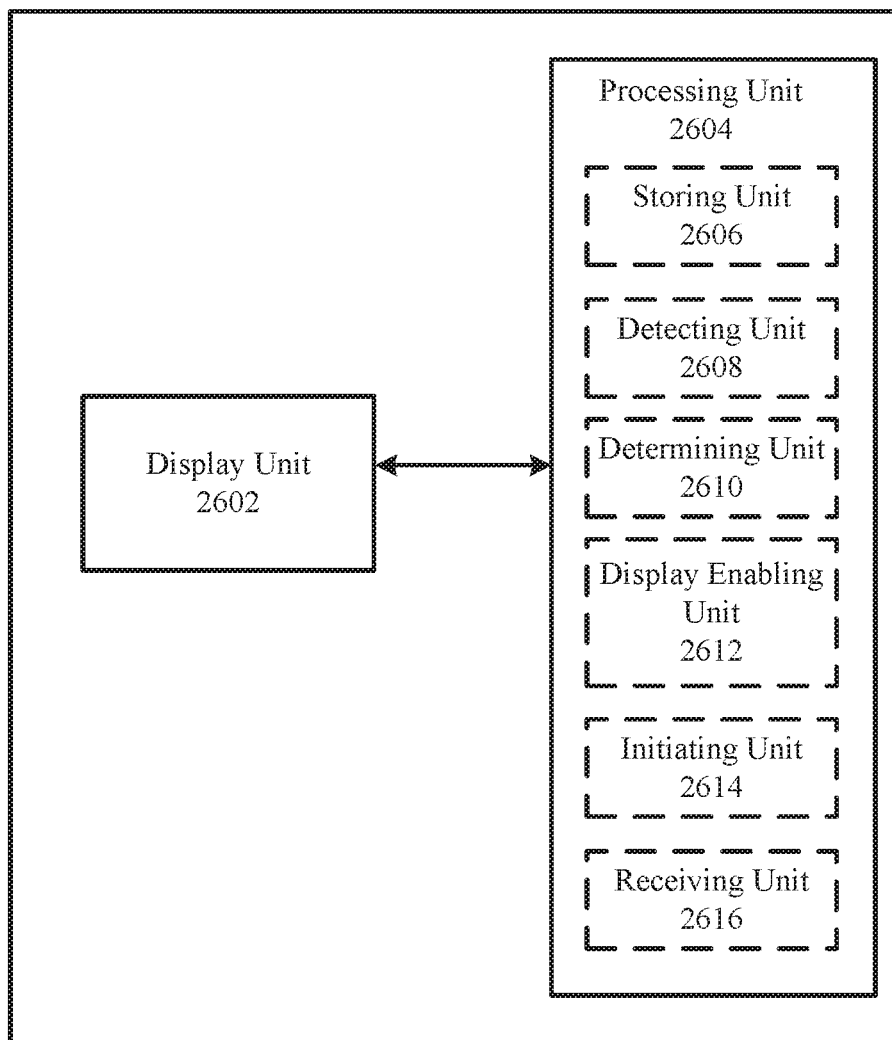 Processing Unit
2604
Storing Unit
2606
Detecting Unit
2608
Determining Unit
2610
Display Enabling
Unit
2612
Initiating Unit
2614
Receiving Unit
2616
Display Unit
2602